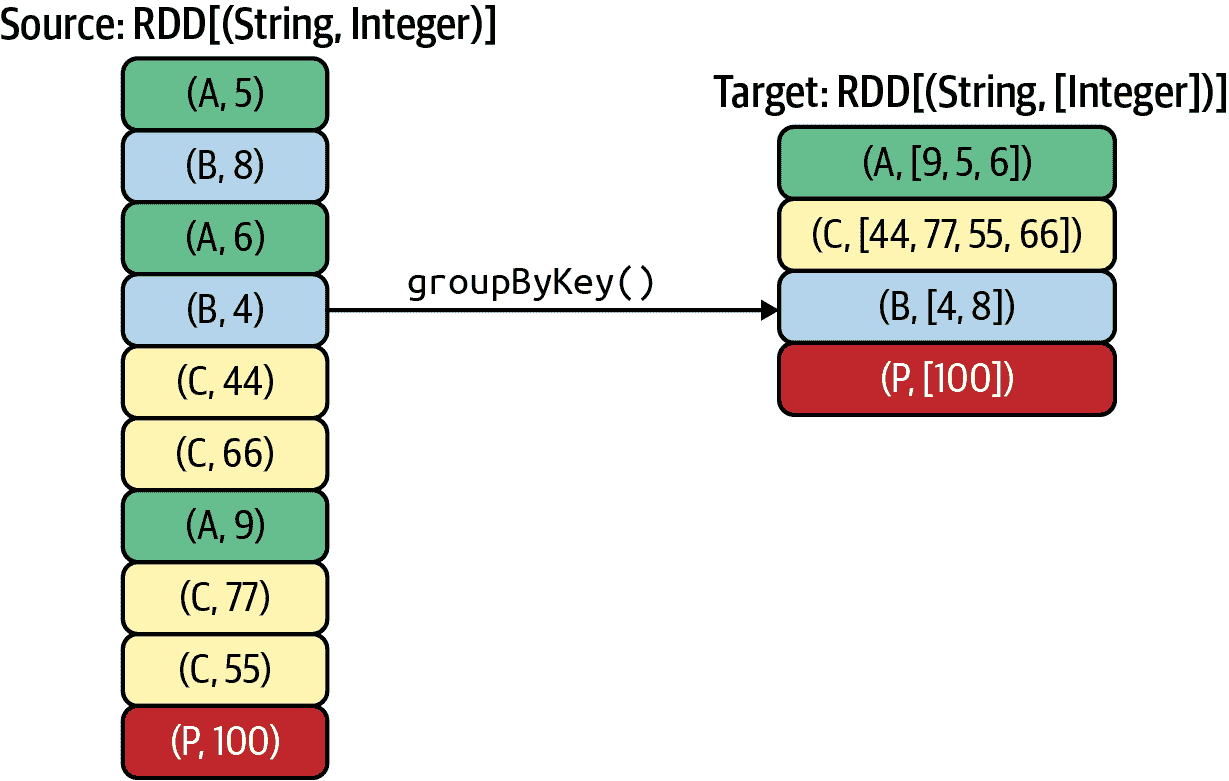 Source: RDD[(String, Integer)]
(A, 5)
(B, 8)
(A, 6)
(B, 4)
(C, 44)
(C, 66)
(A, 9)
(C, 77)
(C, 55)
(P, 100)
groupByKey()
Target: RDD[(String, [Integer])]
(A, [9, 5, 6])
(C, [44, 77, 55, 66])
(B, [4, 8])
(P, [100])